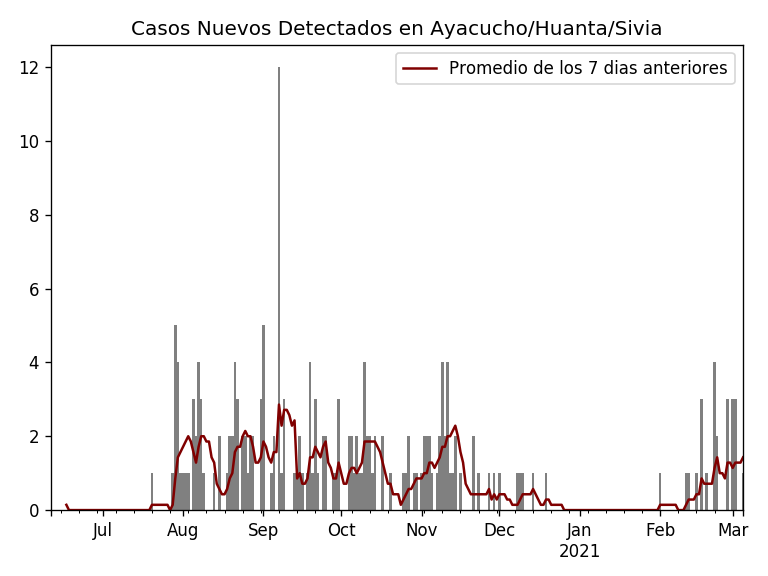 Casos Nuevos Detectados en Ayacucho/Huanta/Sivia
Promedio de los 7 dias anteriores
12
10
8
6
4
2
0
Jul Aug Sep Oct Nov Dec Jan Feb Mar
2021